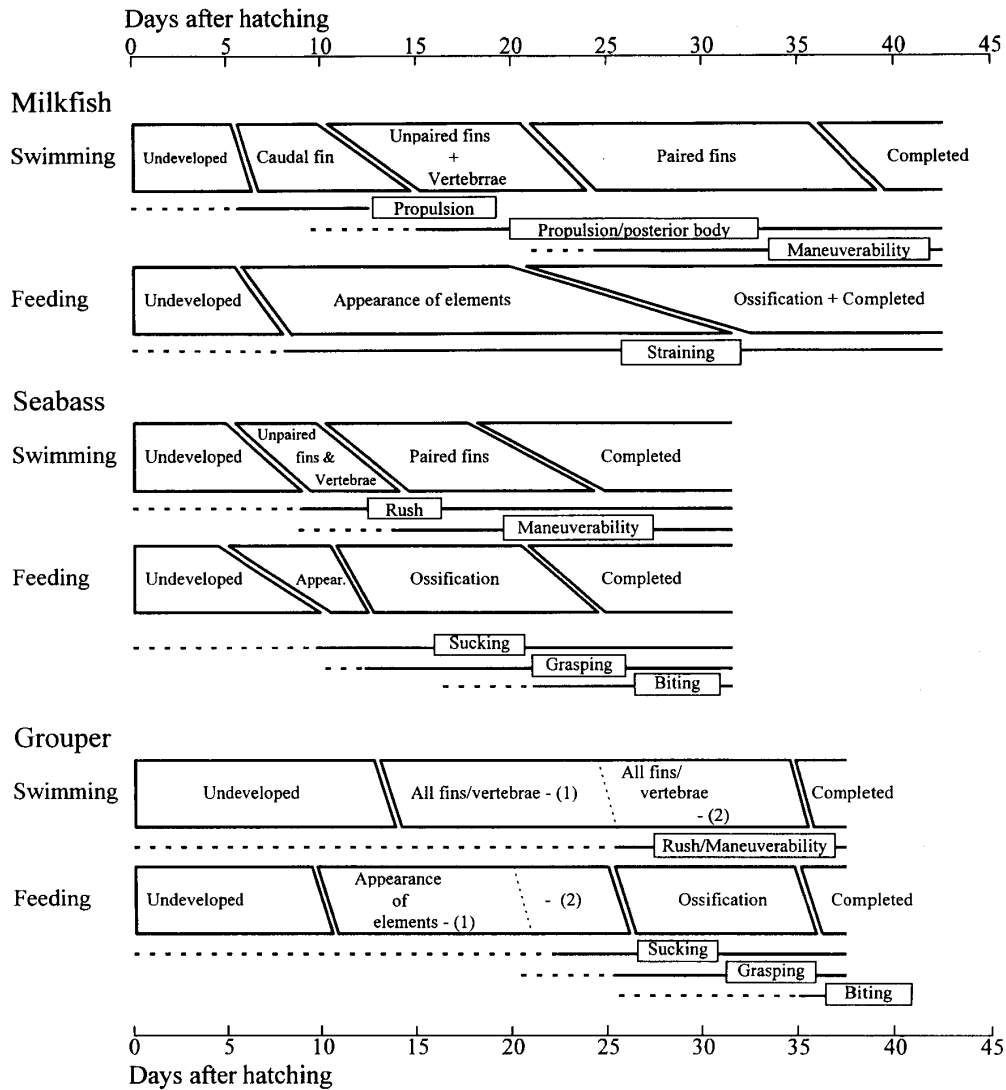 Days after hatching
0 5 10 15 20 25 30 35 40 45
Milkfish
Swimming
Undeveloped
Caudal fin
Unpaired fins
+
Vertebrrae
Paired fins
Completed
Propulsion
Propulsion/posterior body
Maneuverability
Feeding
Undeveloped
Appearance of elements
Ossification + Completed
Straining
Seabass
Swimming
Undeveloped
Unpaired
fins &
Vertebrae
Paired fins
Completed
Rush
Maneuverability
Feeding
Undeveloped
Appear.
Ossification
Completed
Sucking
Grasping
Biting
Grouper
Swimming
Undeveloped
All fins/vertebrae - (1)
All fins/
vertebrae
- (2)
Completed
Rush/Maneuverability
Feeding
Undeveloped
Appearance
of
elements - (1)
- (2)
Ossification
Completed
Sucking
Grasping
Biting
0 5 10 15 20 25 30 35 40 45
Days after hatching